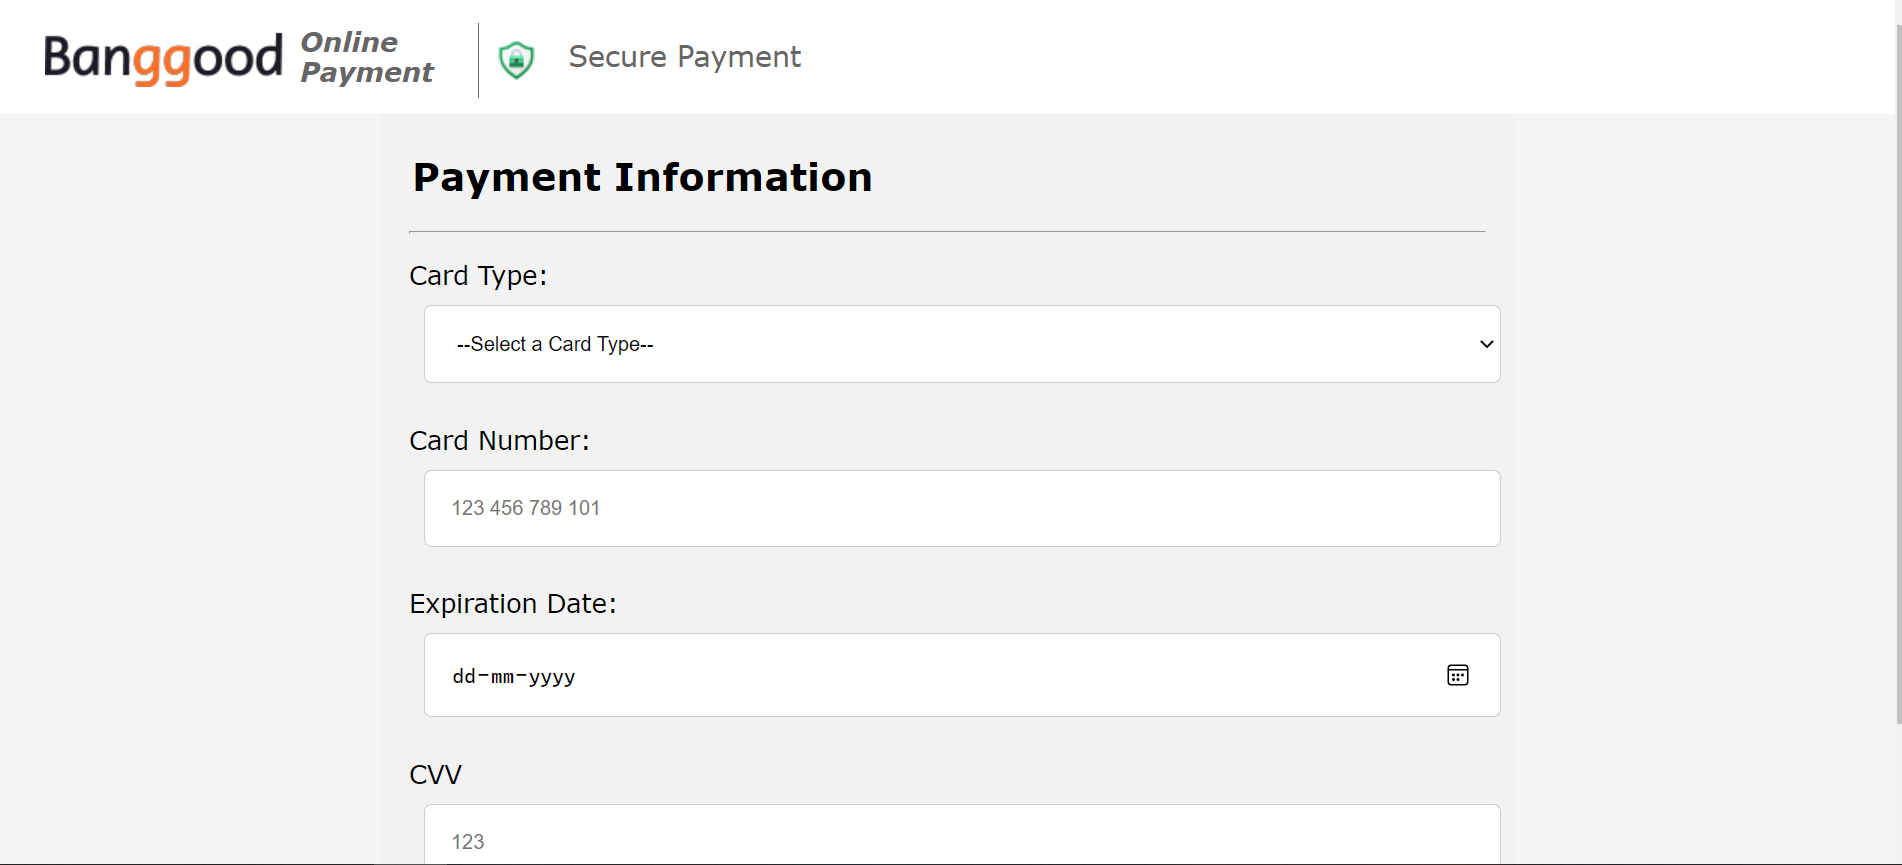 Banggood
Online
Payment
Secure Payment
Payment Information
Card Type:
--Select a Card Type--
Card Number:
123 456 789 101
Expiration Date:
dd-mm-yyyy
CVV
123